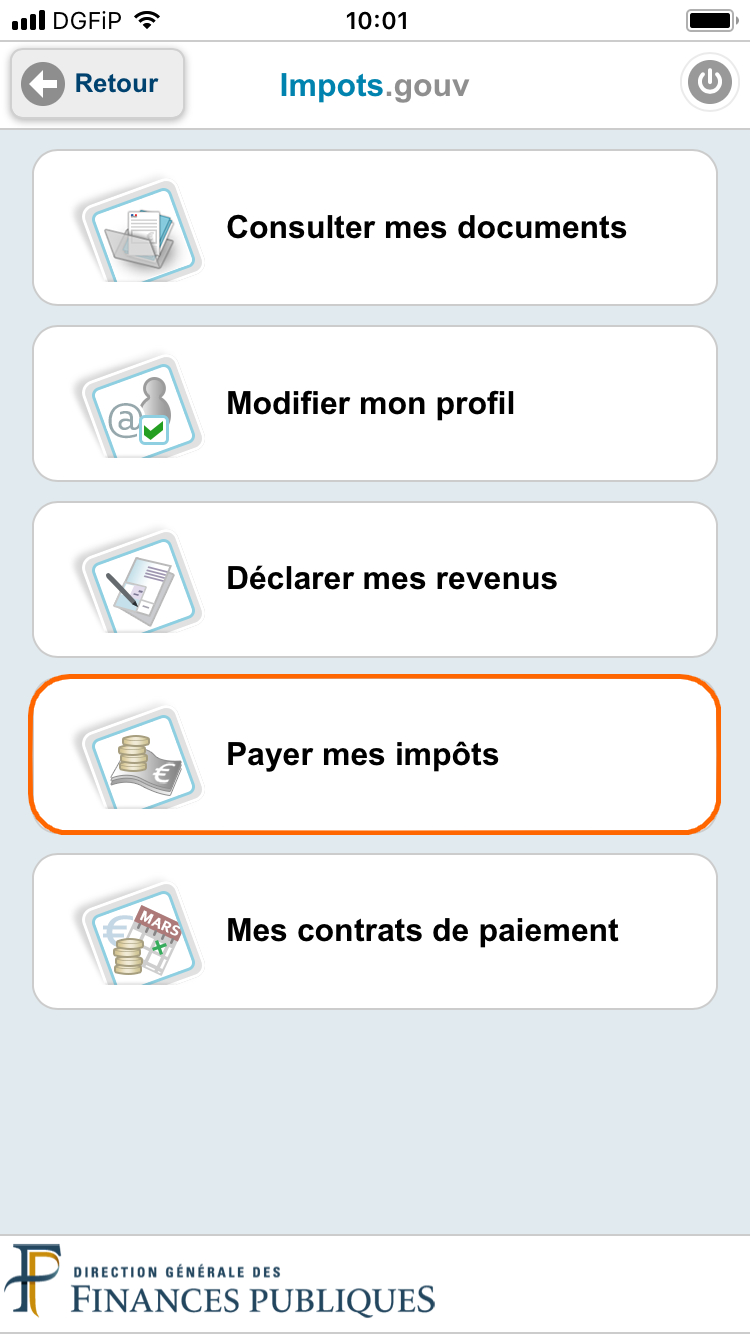 DGFiP 10:01
Retour
Impots.gouv
Consulter mes documents
@
Modifier mon profil
Déclarer mes revenus
€
Payer mes impôts
€ MARS
Mes contrats de paiement
DIRECTION GÉNÉRALE DES
FINANCES PUBLIQUES